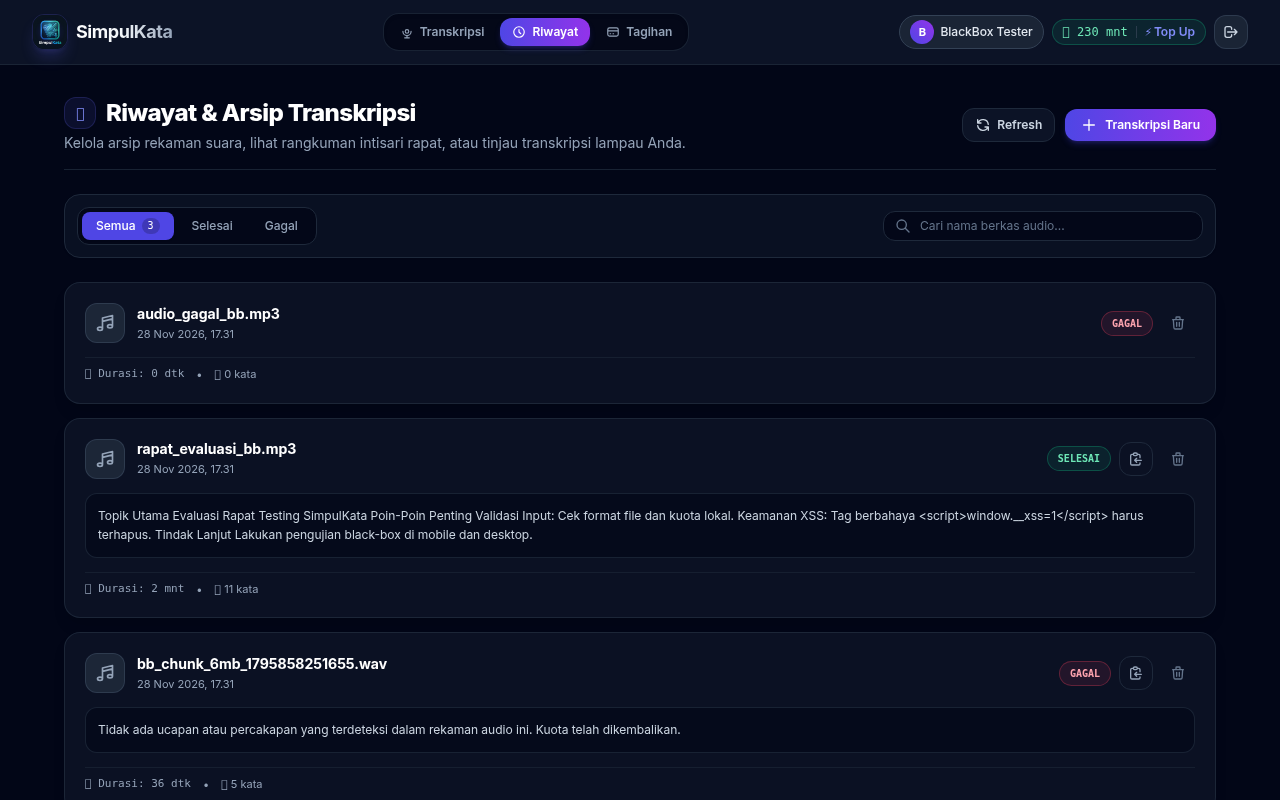 SimpulKata
Transkripsi
Riwayat
Tagihan
B
BlackBox Tester
230 mnt
⚡Top Up
Riwayat & Arsip Transkripsi
Kelola arsip rekaman suara, lihat rangkuman intisari rapat, atau tinjau transkripsi lampau Anda.
Refresh
+ Transkripsi Baru
Semua 3
Selesai
Gagal
Cari nama berkas audio...
audio_gagal_bb.mp3
28 Nov 2026, 17.31
GAGAL
Durasi: 0 dtk • 0 kata
rapat_evaluasi_bb.mp3
28 Nov 2026, 17.31
SELESAI
Topik Utama Evaluasi Rapat Testing SimpulKata Poin-Poin Penting Validasi Input: Cek format file dan kuota lokal. Keamanan XSS: Tag berbahaya <script>window.__xss=1</script> harus
terhapus. Tindak Lanjut Lakukan pengujian black-box di mobile dan desktop.
Durasi: 2 mnt • 11 kata
bb_chunk_6mb_1795858251655.wav
28 Nov 2026, 17.31
GAGAL
Tidak ada ucapan atau percakapan yang terdeteksi dalam rekaman audio ini. Kuota telah dikembalikan.
Durasi: 36 dtk • 5 kata